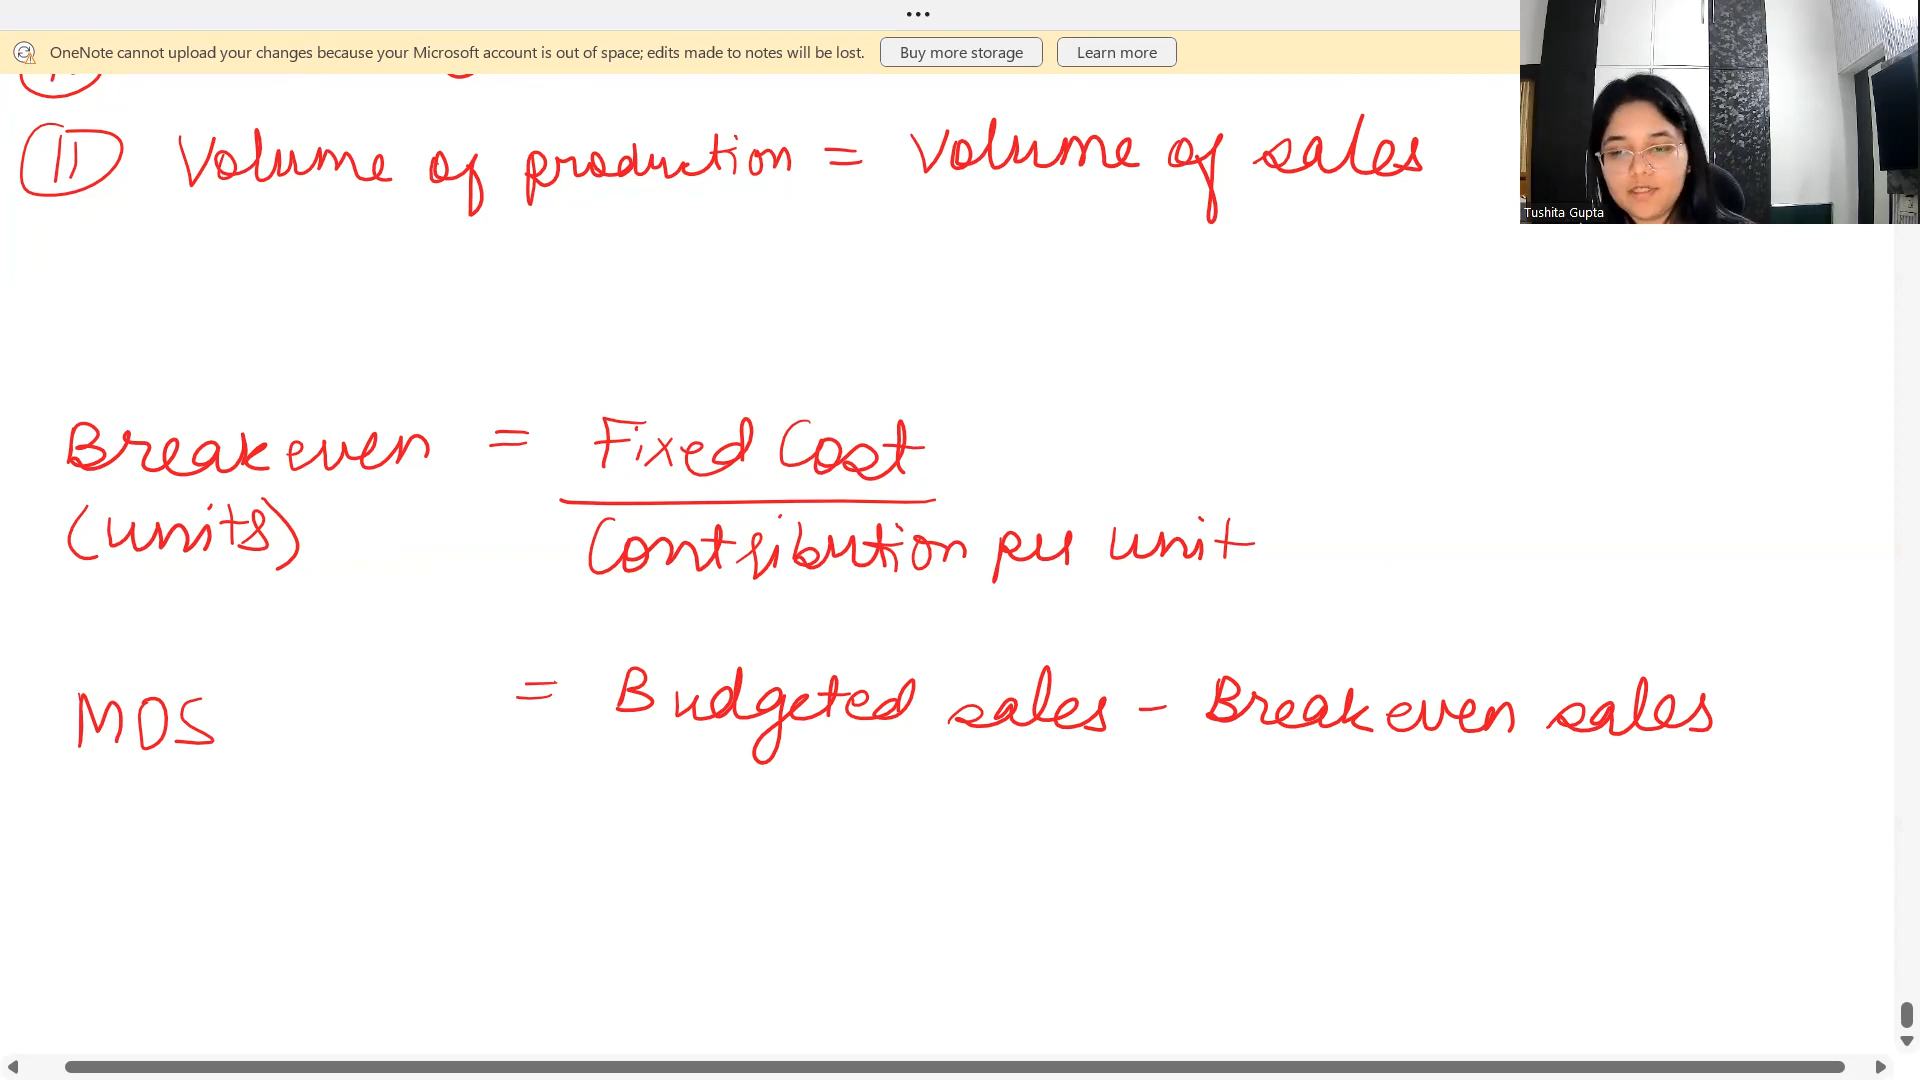 ...
OneNote cannot upload your changes because your Microsoft account is out of space; edits made to notes will be lost. Buy more storage Learn more
Tushita Gupta
11 Volume of production = Volume of sales
Breakeven = Fixed Cost
(units) Contribution per unit
MOS = Budgeted sales - Breakeven sales